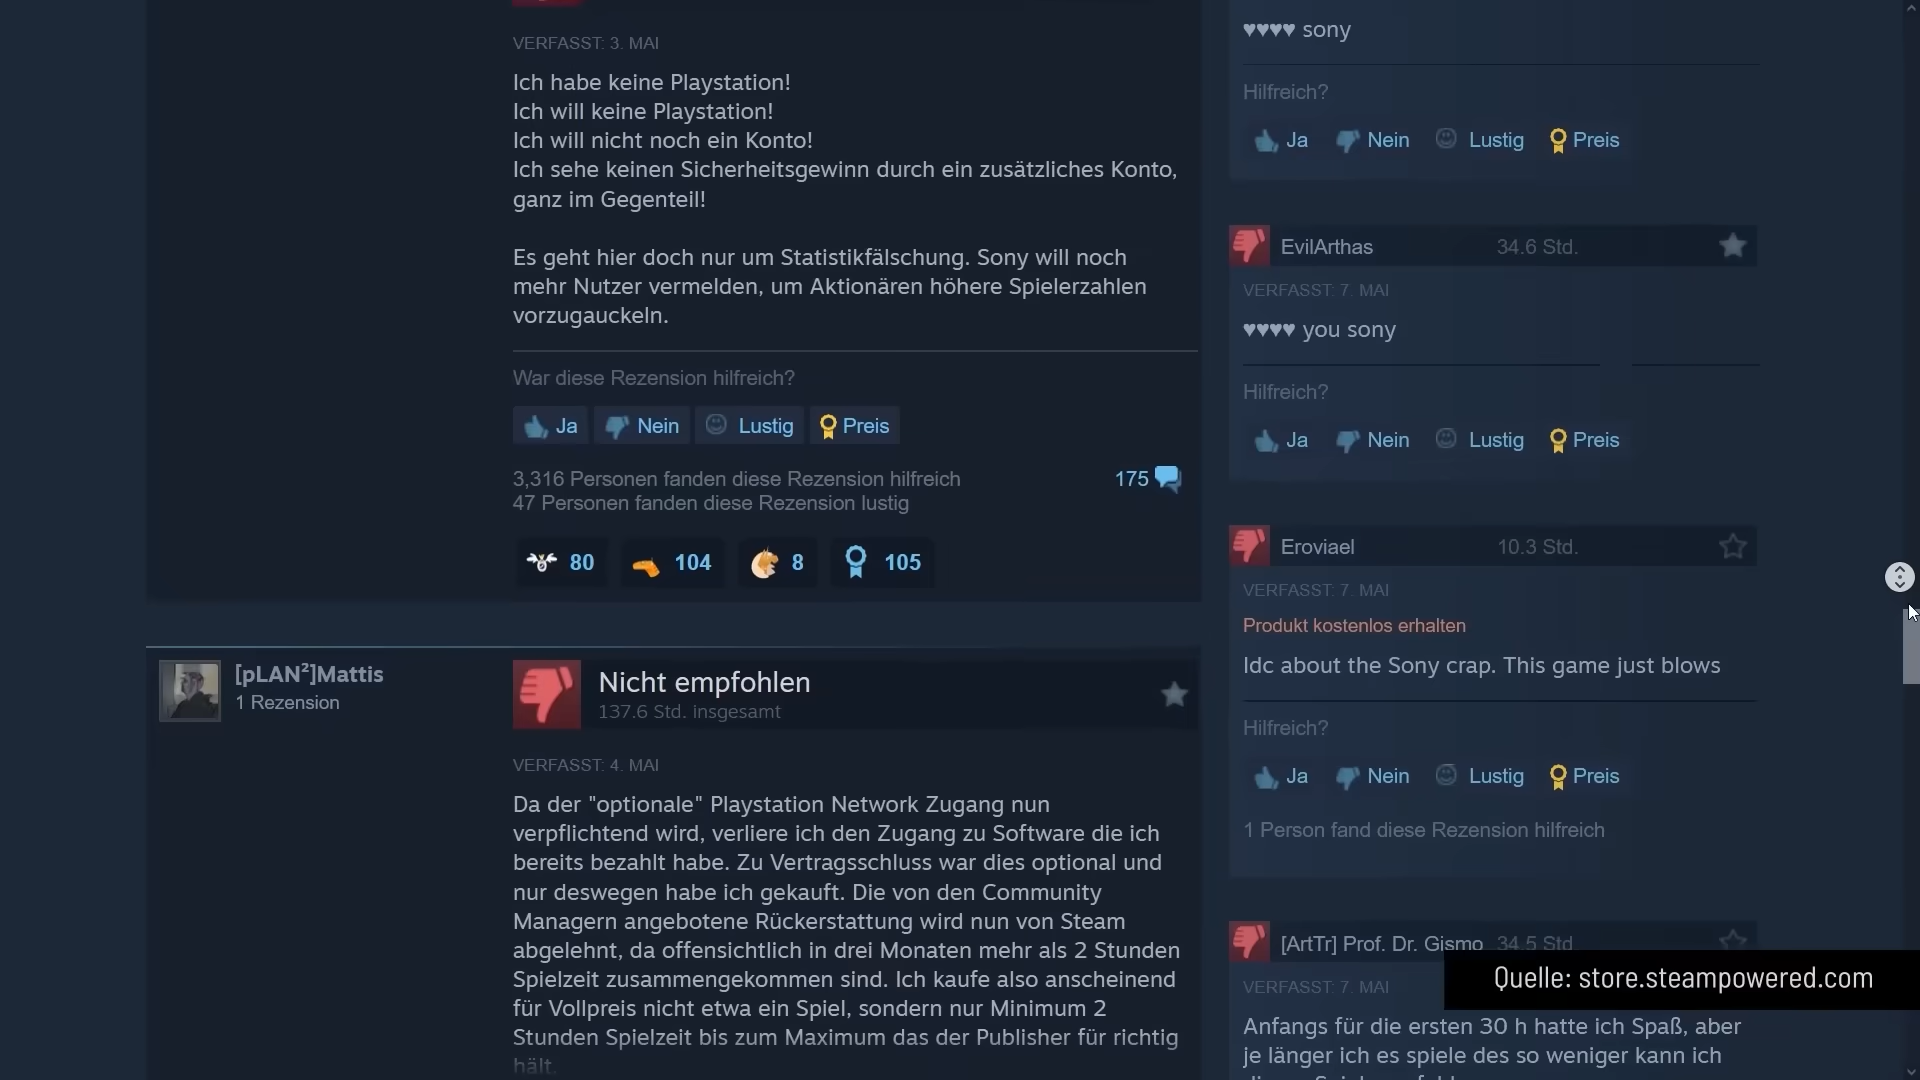 VERFASST: 3. MAI
Ich habe keine Playstation!
Ich will keine Playstation!
Ich will nicht noch ein Konto!
Ich sehe keinen Sicherheitsgewinn durch ein zusätzliches Konto,
ganz im Gegenteil!
Es geht hier doch nur um Statistikfälschung. Sony will noch
mehr Nutzer vermelden, um Aktionären höhere Spielerzahlen
vorzugauckeln.
War diese Rezension hilfreich?
Ja Nein Lustig Preis
3,316 Personen fanden diese Rezension hilfreich
47 Personen fanden diese Rezension lustig
175
80 104 8 105
[pLAN²]Mattis
1 Rezension
Nicht empfohlen
137.6 Std. insgesamt
VERFASST: 4. MAI
Da der "optionale" Playstation Network Zugang nun
verpflichtend wird, verliere ich den Zugang zu Software die ich
bereits bezahlt habe. Zu Vertragsschluss war dies optional und
nur deswegen habe ich gekauft. Die von den Community
Managern angebotene Rückerstattung wird nun von Steam
abgelehnt, da offensichtlich in drei Monaten mehr als 2 Stunden
Spielzeit zusammengekommen sind. Ich kaufe also anscheinend
für Vollpreis nicht etwa ein Spiel, sondern nur Minimum 2
Stunden Spielzeit bis zum Maximum das der Publisher für richtig
hält.
♥♥♥♥ sony
Hilfreich?
Ja Nein Lustig Preis
EvilArthas 34.6 Std.
VERFASST: 7. MAI
♥♥♥♥ you sony
Hilfreich?
Ja Nein Lustig Preis
Eroviael 10.3 Std.
VERFASST: 7. MAI
Produkt kostenlos erhalten
Idc about the Sony crap. This game just blows
Hilfreich?
Ja Nein Lustig Preis
1 Person fand diese Rezension hilfreich
[ArtTr] Prof. Dr. Gismo 34.5 Std
Quelle: store.steampowered.com
VERFASST: 7. MAI
Anfangs für die ersten 30 h hatte ich Spaß, aber
je länger ich es spiele des so weniger kann ich